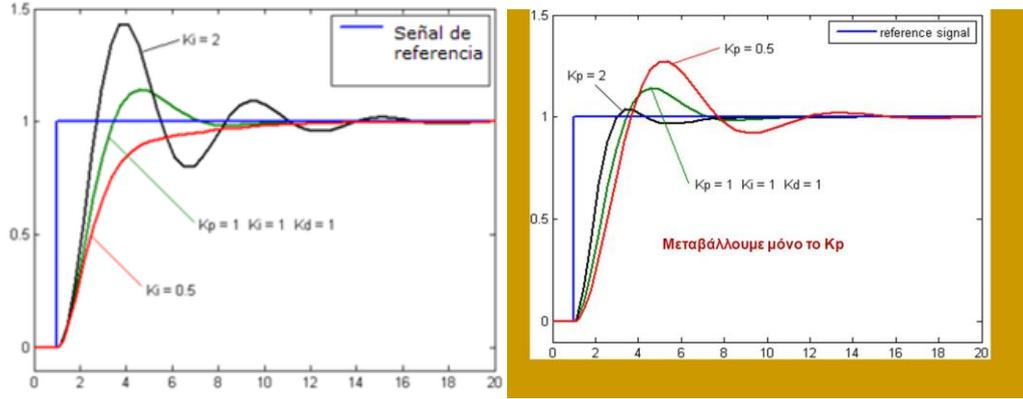 1.5
1
0.5
0
0 2 4 6 8 10 12 14 16 18 20
Señal de
referencia
Ki = 2
Kp = 1 Ki = 1 Kd = 1
Ki = 0.5
1.5
1
0.5
0
0 2 4 6 8 10 12 14 16 18 20
reference signal
Kp = 0.5
Kp = 2
Kp = 1 Ki = 1 Kd = 1
Μεταβάλλουμε μόνο το Kp